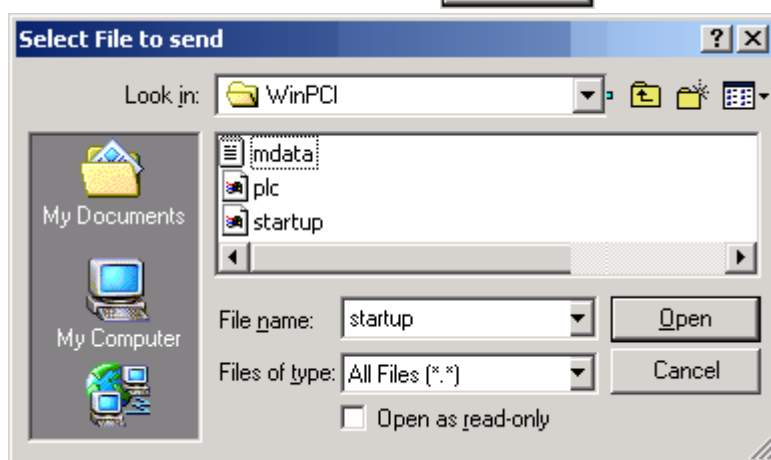 Select File to send
Look in: WinPCI
mdata
plc
startup
My Documents
My Computer
File name: startup Open
Files of type: All Files (*.*) Cancel
Open as read-only